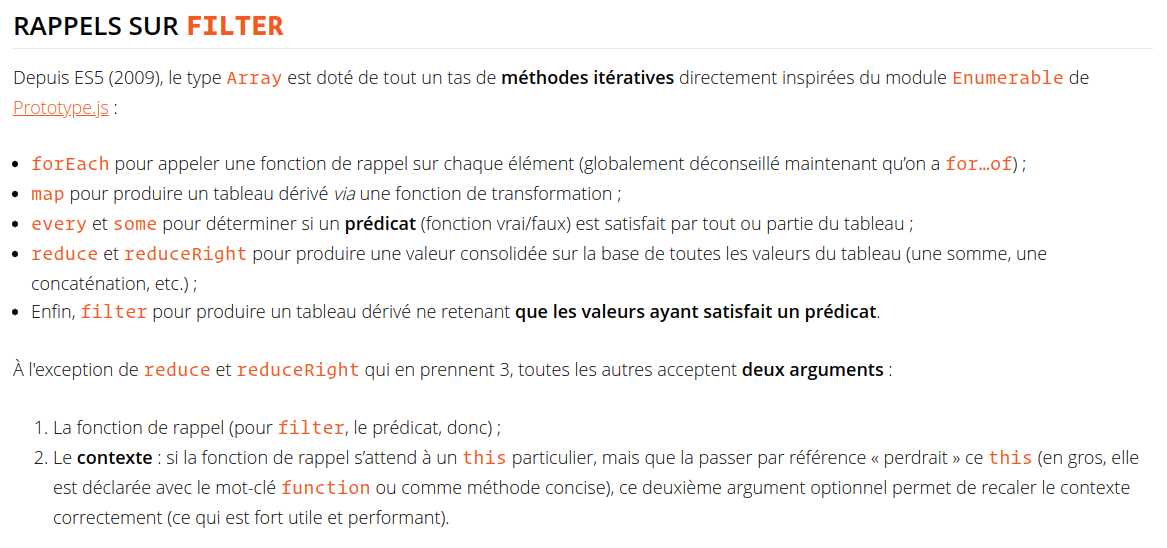 RAPPELS SUR FILTER
Depuis ES5 (2009), le type Array est doté de tout un tas de méthodes itératives directement inspirées du module Enumerable de
Prototype.js :
• forEach pour appeler une fonction de rappel sur chaque élément (globalement déconseillé maintenant qu’on a for…of) ;
• map pour produire un tableau dérivé via une fonction de transformation ;
• every et some pour déterminer si un prédicat (fonction vrai/faux) est satisfait par tout ou partie du tableau ;
• reduce et reduceRight pour produire une valeur consolidée sur la base de toutes les valeurs du tableau (une somme, une
concaténation, etc.) ;
• Enfin, filter pour produire un tableau dérivé ne retenant que les valeurs ayant satisfait un prédicat.
À l'exception de reduce et reduceRight qui en prennent 3, toutes les autres acceptent deux arguments :
1. La fonction de rappel (pour filter, le prédicat, donc) ;
2. Le contexte : si la fonction de rappel s’attend à un this particulier, mais que la passer par référence « perdrait » ce this (en gros, elle
est déclarée avec le mot-clé function ou comme méthode concise), ce deuxième argument optionnel permet de recaler le contexte
correctement (ce qui est fort utile et performant).